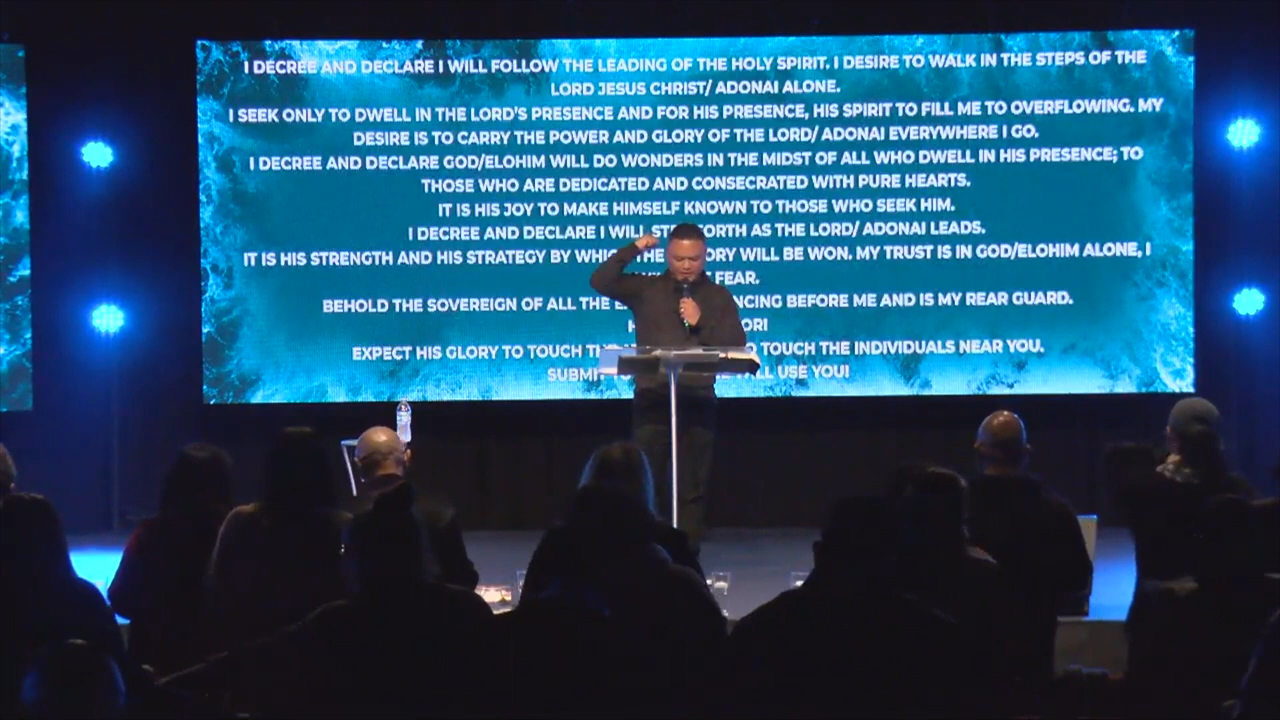 I DECREE AND DECLARE I WILL FOLLOW THE LEADING OF THE HOLY SPIRIT. I DESIRE TO WALK IN THE STEPS OF THE
LORD JESUS CHRIST/ ADONAI ALONE.
I SEEK ONLY TO DWELL IN THE LORD'S PRESENCE AND FOR HIS PRESENCE, HIS SPIRIT TO FILL ME TO OVERFLOWING. MY
DESIRE IS TO CARRY THE POWER AND GLORY OF THE LORD/ ADONAI EVERYWHERE I GO.
I DECREE AND DECLARE GOD/ELOHIM WILL DO WONDERS IN THE MIDST OF ALL WHO DWELL IN HIS PRESENCE; TO
THOSE WHO ARE DEDICATED AND CONSECRATED WITH PURE HEARTS.
IT IS HIS JOY TO MAKE HIMSELF KNOWN TO THOSE WHO SEEK HIM.
I DECREE AND DECLARE I WILL FORTH AS THE LORD/ ADONAI LEADS.
IT IS HIS STRENGTH AND HIS STRATEGY BY WHICH THE WILL BE WON. MY TRUST IS IN GOD/ELOHIM ALONE, I
FEAR.
BEHOLD THE SOVEREIGN OF ALL THE BEFORE ME AND IS MY REAR GUARD.
EXPECT HIS GLORY TO TOUCH TOUCH THE INDIVIDUALS NEAR YOU.
SUBMIT USE YOU!